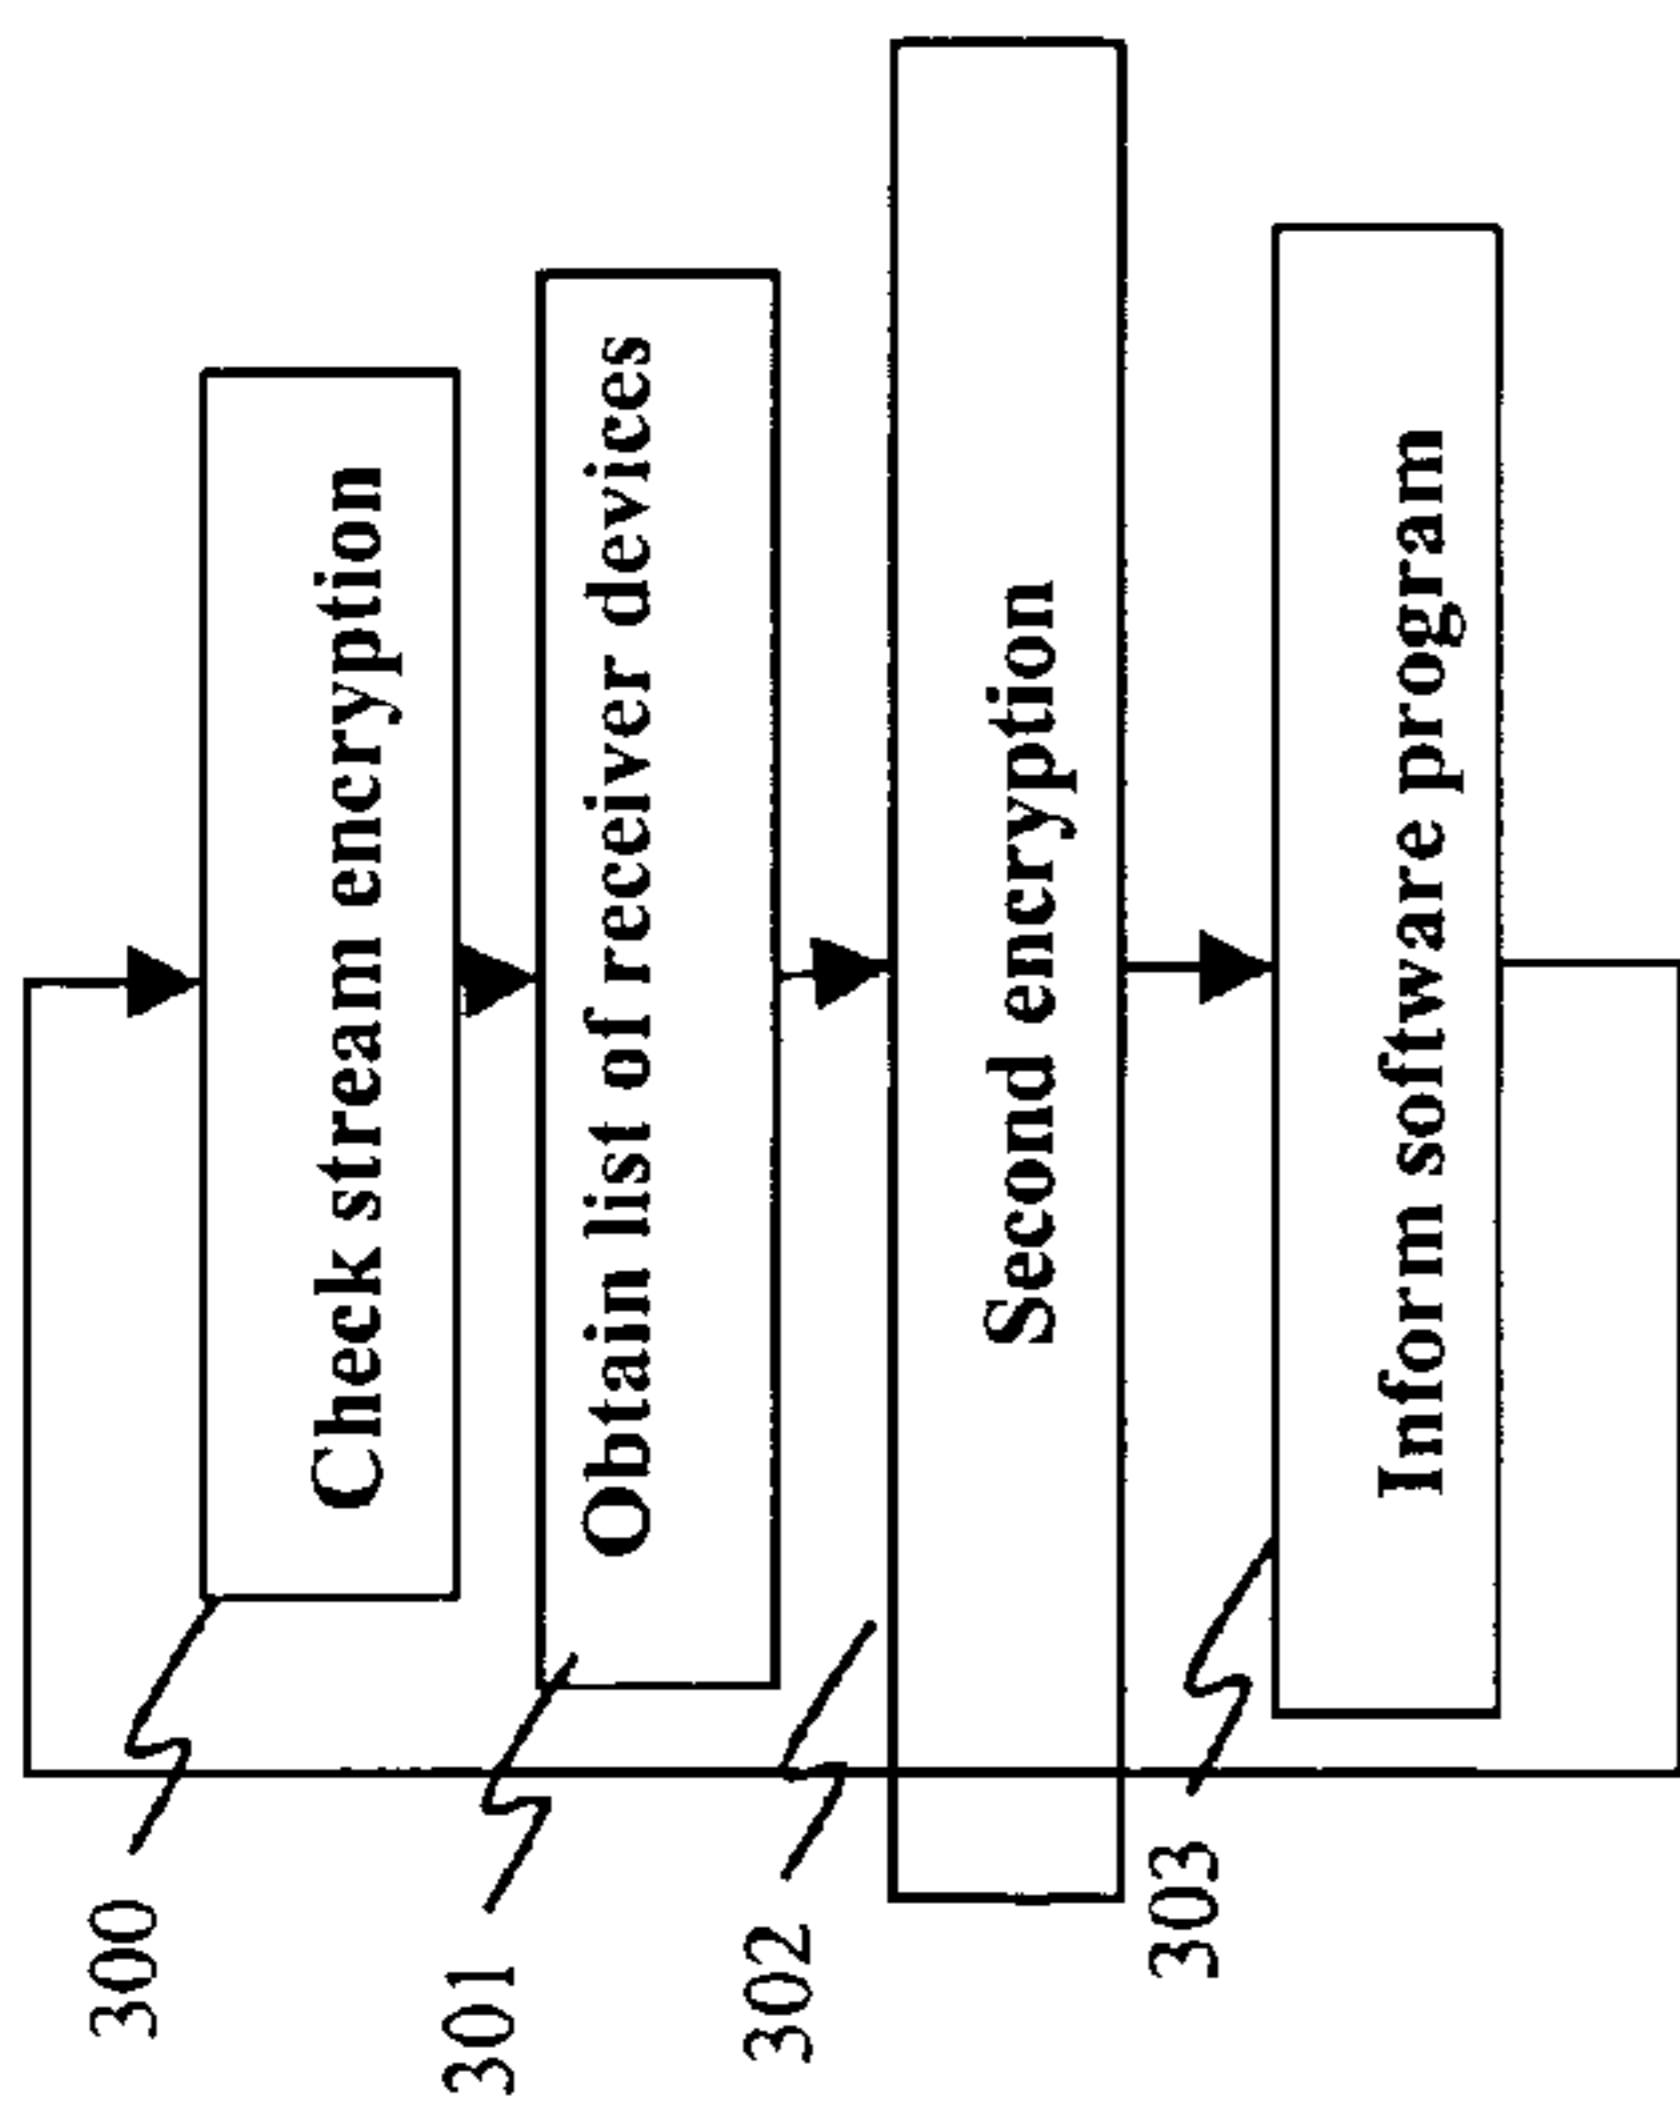 300
Check stream encryption
301
Obtain list of receiver devices
302
Second encryption
303
Inform software program